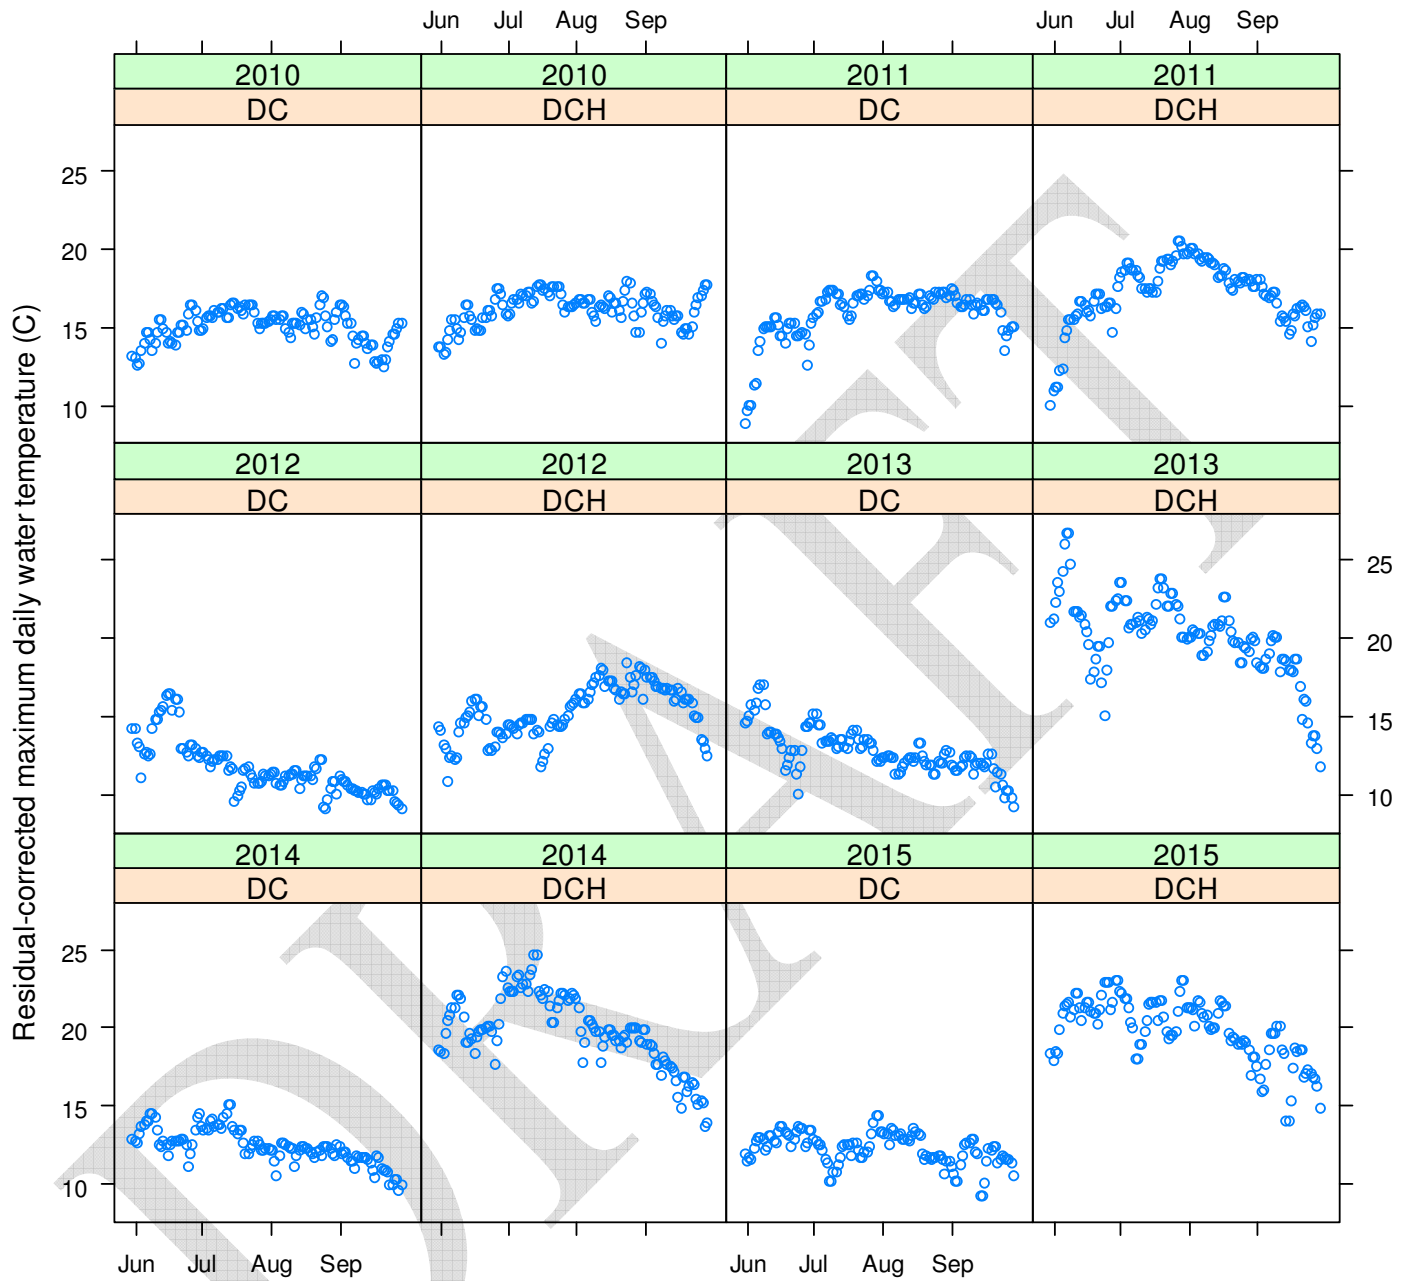 Jun Jul Aug Sep Jun Jul Aug Sep
2010 2010 2011 2011
DC DCH DC DCH
25
20
15
10
2012 2012 2013 2013
DC DCH DC DCH
25
20
15
10
2014 2014 2015 2015
DC DCH DC DCH
25
20
15
10
Jun Jul Aug Sep Jun Jul Aug Sep
Residual-corrected maximum daily water temperature (C)
DRAFT